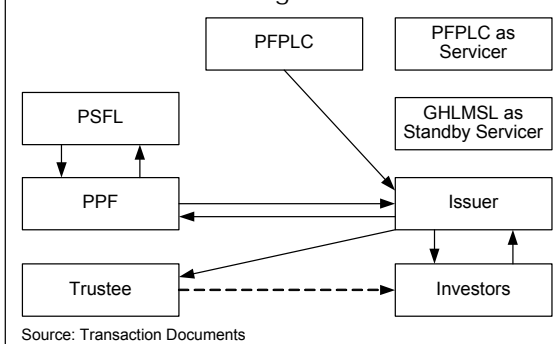 PFPLC
PFPLC as
Servicer
PSFL
GHLMSL as
Standby Servicer
PPF
Issuer
Trustee
Investors
Source: Transaction Documents